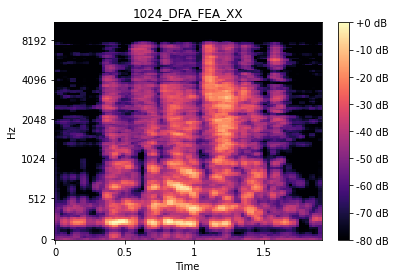 1024_DFA_FEA_XX
+0 dB
8192
-10 dB
4096
-20 dB
-30 dB
2048
Hz
-40 dB
1024
-50 dB
512
-60 dB
-70 dB
0
-80 dB
0
0.5
1
1.5
Time